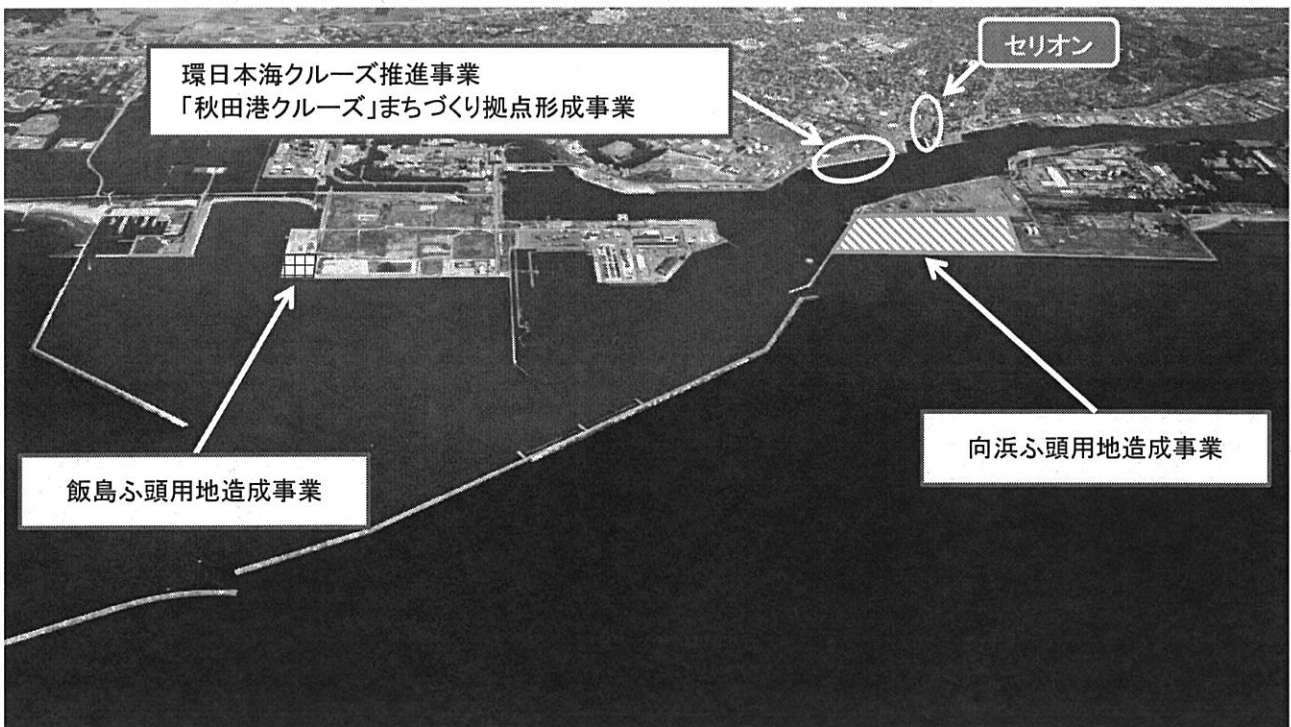 セリオン
環日本海クルーズ推進事業
「秋田港クルーズ」まちづくり拠点形成事業
向浜ふ頭用地造成事業
飯島ふ頭用地造成事業